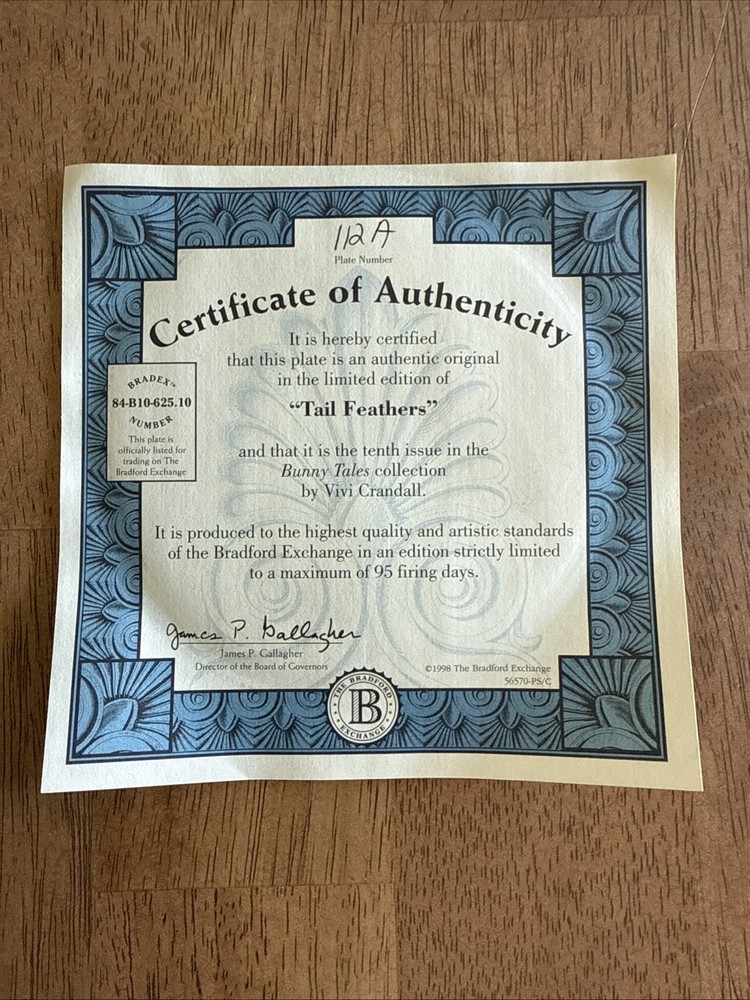 112 A
Plate Number
Certificate of Authenticity
It is hereby certified
that this plate is an authentic original
in the limited edition of
“Tail Feathers”
and that it is the tenth issue in the
Bunny Tales collection
by Vivi Crandall.
It is produced to the highest quality and artistic standards
of the Bradford Exchange in an edition strictly limited
to a maximum of 95 firing days.
BRADEX™
84-B10-625.10
NUMBER
This plate is
officially listed for
trading on The
Bradford Exchange
James P. Gallagher
James P. Gallagher
Director of the Board of Governors
©1998 The Bradford Exchange
56570-PS/C
THE BRADFORD
B
EXCHANGE